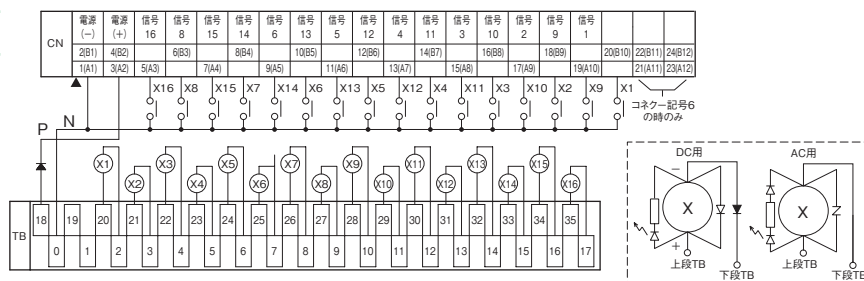 CN
電源 電源 信号 信号 信号 信号 信号 信号 信号 信号 信号 信号 信号 信号 信号 信号 信号 信号
(−) (+) 16 8 15 14 6 13 5 12 4 11 3 10 2 9 1
2(B1) 4(B2) 6(B3) 8(B4) 10(B5) 12(B6) 14(B7) 16(B8) 18(B9) 20(B10) 22(B11) 24(B12)
1(A1) 3(A2) 5(A3) 7(A4) 9(A5) 11(A6) 13(A7) 15(A8) 17(A9) 19(A10) 21(A11) 23(A12)
X16 X8 X15 X7 X14 X6 X13 X5 X12 X4 X11 X3 X10 X2 X9 X1
コネクター記号6
の時のみ
P N
X1 X3 X5 X7 X9 X11 X13 X15
X2 X4 X6 X8 X10 X12 X14 X16
TB
18 19 20 21 22 23 24 25 26 27 28 29 30 31 32 33 34 35
0 1 2 3 4 5 6 7 8 9 10 11 12 13 14 15 16 17
DC用 AC用
−
X X
+
上段TB 上段TB
下段TB 下段TB